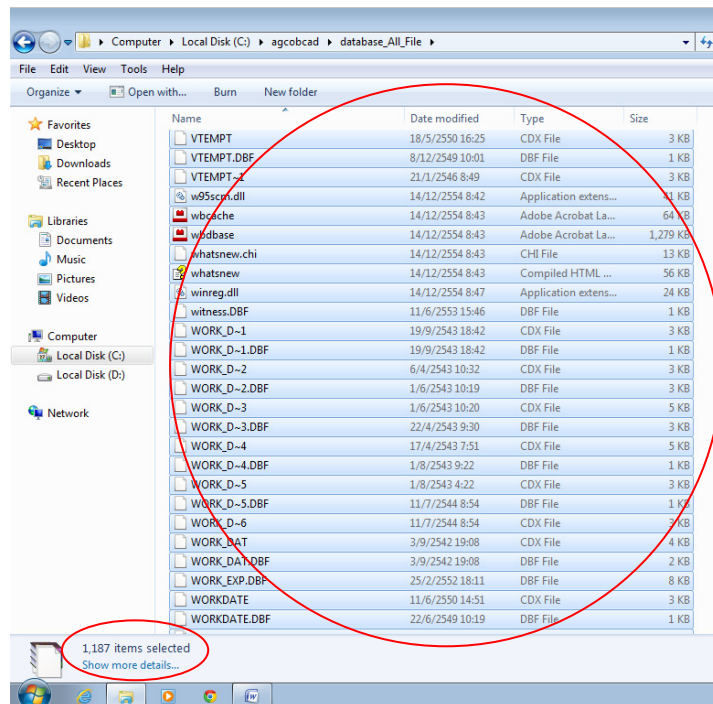 Computer ▸ Local Disk (C:) ▸ agcobcad ▸ database_All_File ▸
File Edit View Tools Help
Organize Open with... Burn New folder
Favorites
Desktop
Downloads
Recent Places
Libraries
Documents
Music
Pictures
Videos
Computer
Local Disk (C:)
Local Disk (D:)
Network
Name Date modified Type Size
VTEMPT 18/5/2550 16:25 CDX File 3 KB
VTEMPT.DBF 8/12/2549 10:01 DBF File 1 KB
VTEMPT~1 21/1/2546 8:49 CDX File 3 KB
w95scm.dll 14/12/2554 8:42 Application extens... 41 KB
wbcache 14/12/2554 8:43 Adobe Acrobat La... 64 KB
wbdbase 14/12/2554 8:43 Adobe Acrobat La... 1,279 KB
whatsnew.chi 14/12/2554 8:43 CHI File 13 KB
whatsnew 14/12/2554 8:43 Compiled HTML ... 56 KB
winreg.dll 14/12/2554 8:47 Application extens... 24 KB
witness.DBF 11/6/2553 15:46 DBF File 1 KB
WORK_D~1 19/9/2543 18:42 CDX File 3 KB
WORK_D~1.DBF 19/9/2543 18:42 DBF File 1 KB
WORK_D~2 6/4/2543 10:32 CDX File 3 KB
WORK_D~2.DBF 1/6/2543 10:19 DBF File 3 KB
WORK_D~3 1/6/2543 10:20 CDX File 5 KB
WORK_D~3.DBF 22/4/2543 9:30 DBF File 3 KB
WORK_D~4 17/4/2543 7:51 CDX File 5 KB
WORK_D~4.DBF 1/8/2543 9:22 DBF File 1 KB
WORK_D~5 1/8/2543 4:22 CDX File 3 KB
WORK_D~5.DBF 11/7/2544 8:54 DBF File 1 KB
WORK_D~6 11/7/2544 8:54 CDX File 3 KB
WORK_DAT 3/9/2542 19:08 CDX File 4 KB
WORK_DAT.DBF 3/9/2542 19:08 DBF File 2 KB
WORK_EXP.DBF 25/2/2552 18:11 DBF File 8 KB
WORKDATE 11/6/2550 14:51 CDX File 3 KB
WORKDATE.DBF 22/6/2549 10:19 DBF File 1 KB
1,187 items selected
Show more details...